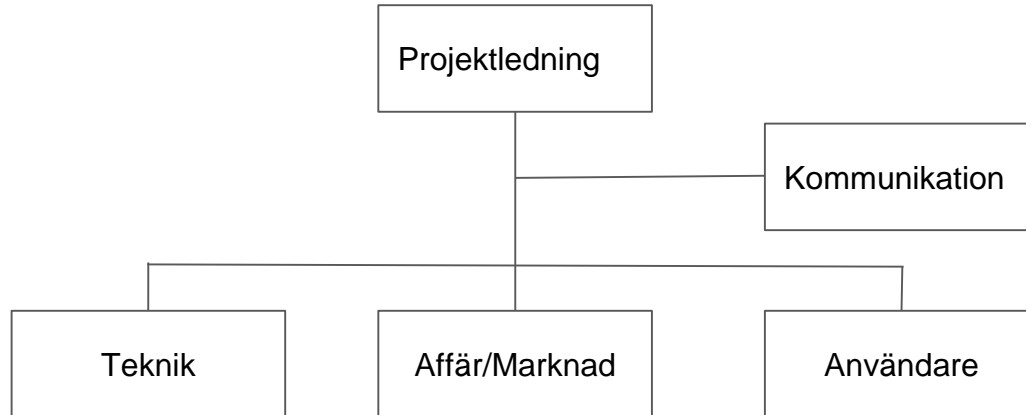 Projektledning
Kommunikation
Teknik
Affär/Marknad
Användare